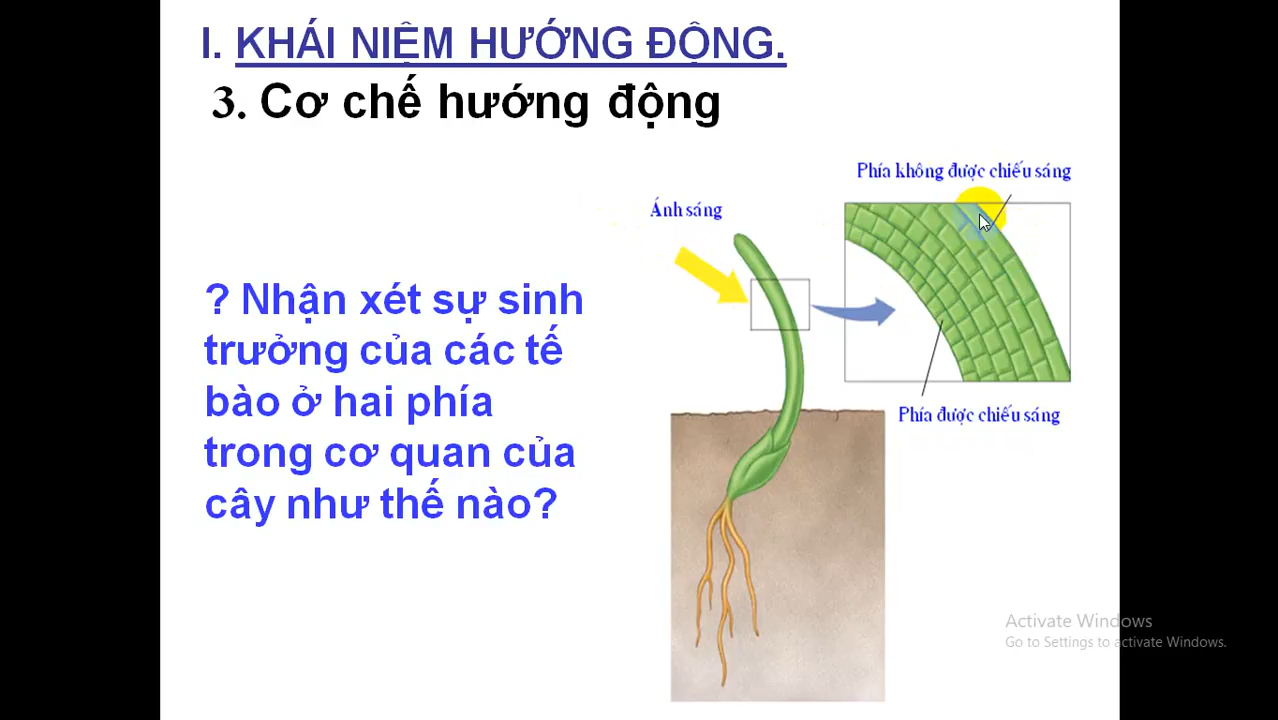 I. KHÁI NIỆM HƯỚNG ĐỘNG.
3. Cơ chế hướng động
Phía không được chiếu sáng
Ánh sáng
? Nhận xét sự sinh
trưởng của các tế
bào ở hai phía
trong cơ quan của
cây như thế nào?
Phía được chiếu sáng
Activate Windows
Go to Settings to activate Windows.